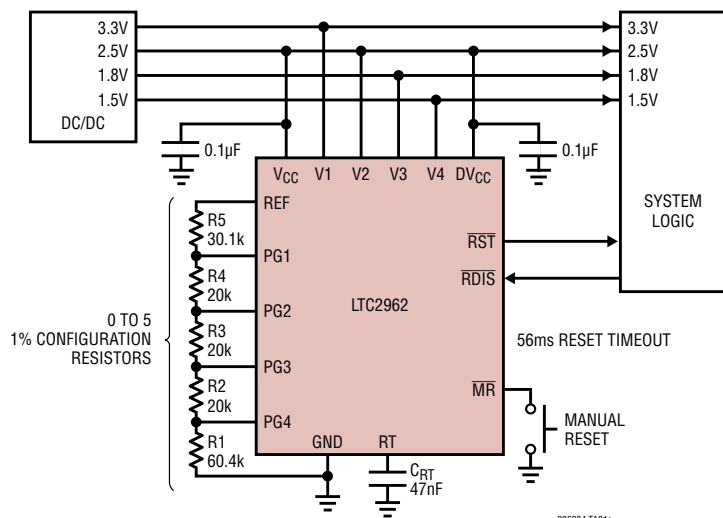 3.3V
2.5V
1.8V
1.5V
DC/DC
3.3V
2.5V
1.8V
1.5V
SYSTEM
LOGIC
0.1µF
0.1µF
VCC V1 V2 V3 V4 DVCC
REF
R5
30.1k
PG1
R4
20k
PG2
R3
20k
PG3
R2
20k
PG4
R1
60.4k
0 TO 5
1% CONFIGURATION
RESISTORS
LTC2962
RST
RDIS
56ms RESET TIMEOUT
MR
MANUAL
RESET
GND RT
CRT
47nF